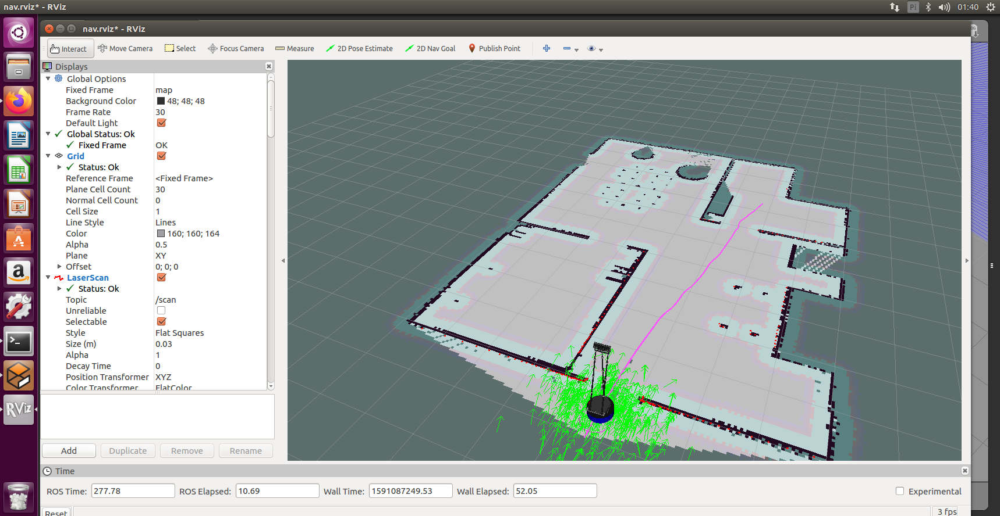 nav.rviz* - RViz
Pi
01:40
nav.rviz* - RViz
Interact Move Camera Select Focus Camera Measure 2D Pose Estimate 2D Nav Goal Publish Point
Displays
Global Options
Fixed Frame map
Background Color 48; 48; 48
Frame Rate 30
Default Light
Global Status: Ok
Fixed Frame OK
Grid
Status: Ok
Reference Frame <Fixed Frame>
Plane Cell Count 30
Normal Cell Count 0
Cell Size 1
Line Style Lines
Color 160; 160; 164
Alpha 0.5
Plane XY
Offset 0; 0; 0
LaserScan
Status: Ok
Topic /scan
Unreliable
Selectable
Style Flat Squares
Size (m) 0.03
Alpha 1
Decay Time 0
Position Transformer XYZ
Color Transformer FlatColor
RViz
Add Duplicate Remove Rename
Time
ROS Time: 277.78 ROS Elapsed: 10.69 Wall Time: 1591087249.53 Wall Elapsed: 52.05 Experimental
Reset 3 fps